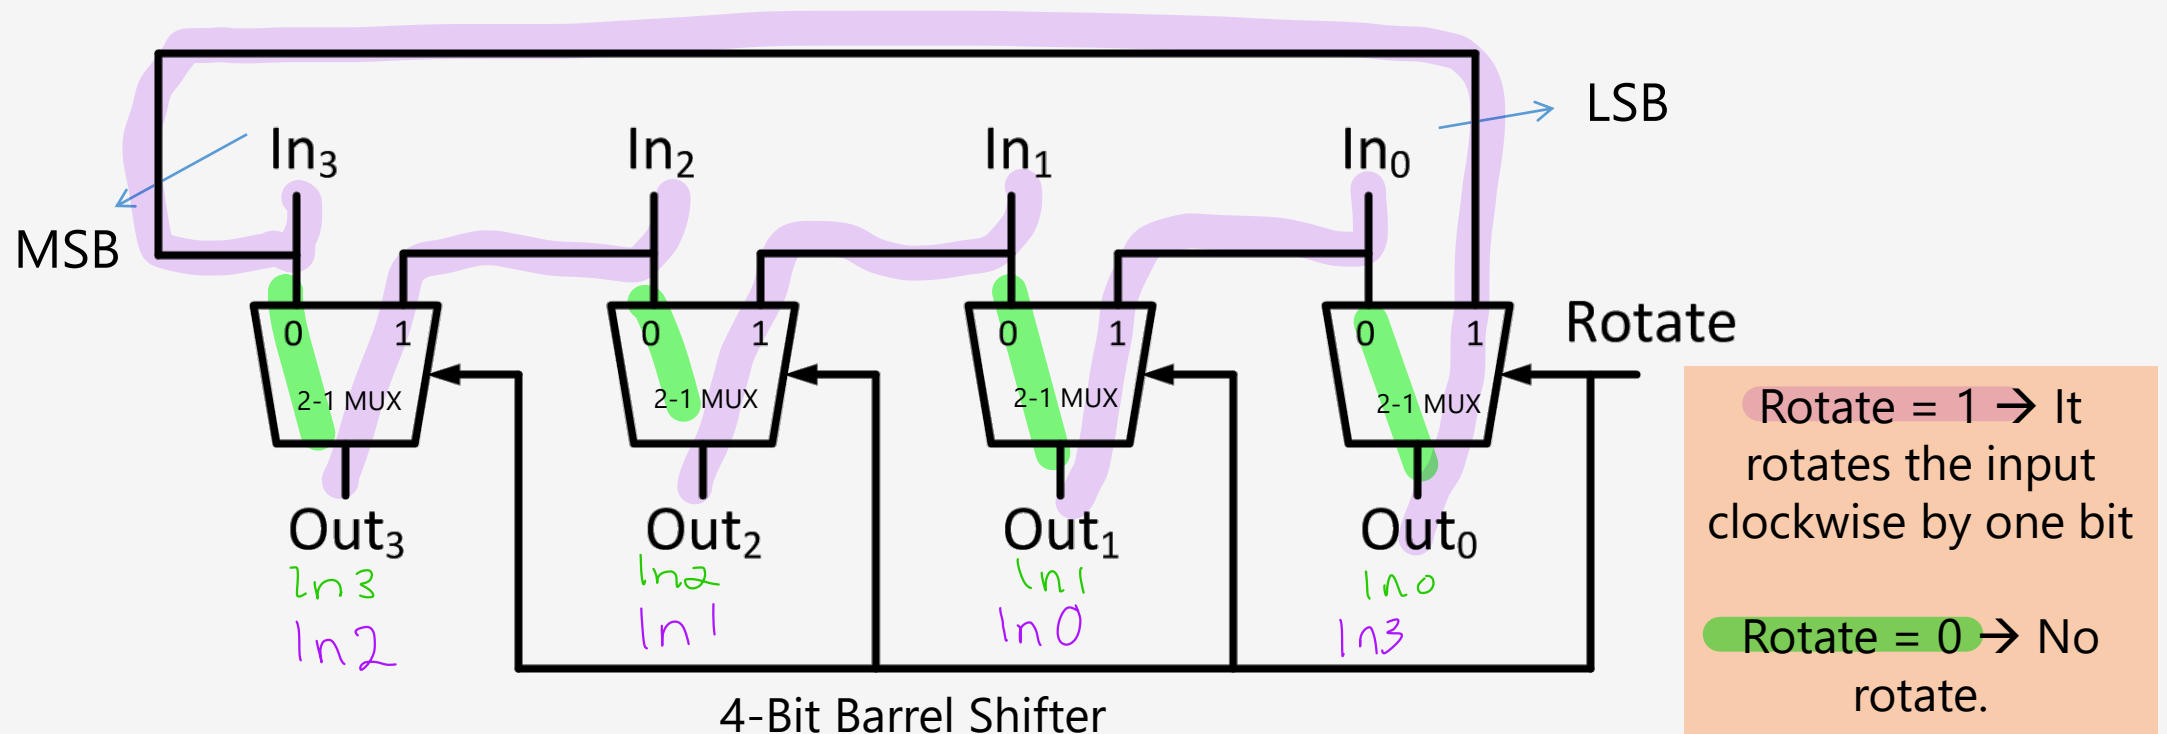 LSB
In3 In2 In1 In0
MSB
0 1 0 1 0 1 0 1 Rotate
2-1 MUX 2-1 MUX 2-1 MUX 2-1 MUX
Out3 Out2 Out1 Out0
In3 In2 In1 In0
In2 In1 In0 In3
4-Bit Barrel Shifter
Rotate = 1 → It
rotates the input
clockwise by one bit
Rotate = 0 → No
rotate.